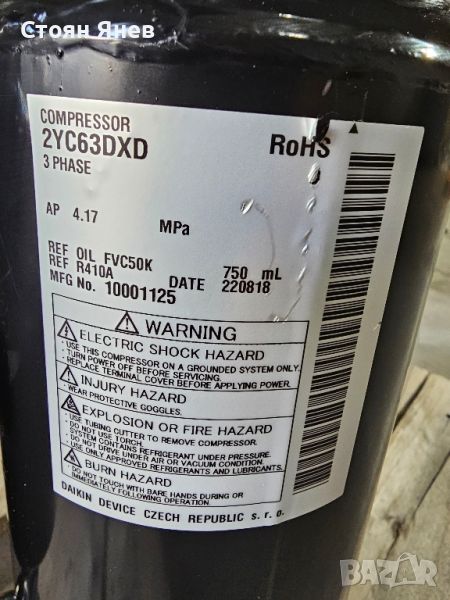 Стоян Янев
COMPRESSOR
2YC63DXD
3 PHASE
RoHS
AP 4.17 MPa
REF OIL FVC50K 750 mL
REF R410A DATE 220818
MFG No. 10001125
WARNING
ELECTRIC SHOCK HAZARD
· USE THIS COMPRESSOR ON A GROUNDED SYSTEM ONLY.
· TURN POWER OFF BEFORE SERVICING.
· REPLACE TERMINAL COVER BEFORE APPLYING POWER.
INJURY HAZARD
· WEAR PROTECTIVE GOGGLES.
EXPLOSION OR FIRE HAZARD
· USE TUBING CUTTER TO REMOVE COMPRESSOR.
· DO NOT USE TORCH.
· SYSTEM CONTAINS REFRIGERANT UNDER PRESSURE.
· DO NOT DRIVE UNDER AIR OR VACUUM CONDITION.
· USE ONLY APPROVED REFRIGERANTS AND LUBRICANTS.
BURN HAZARD
· DO NOT TOUCH WITH BARE HANDS DURING OR
IMMEDIATELY FOLLOWING OPERATION.
DAIKIN DEVICE CZECH REPUBLIC s. r. o.
BAZAR